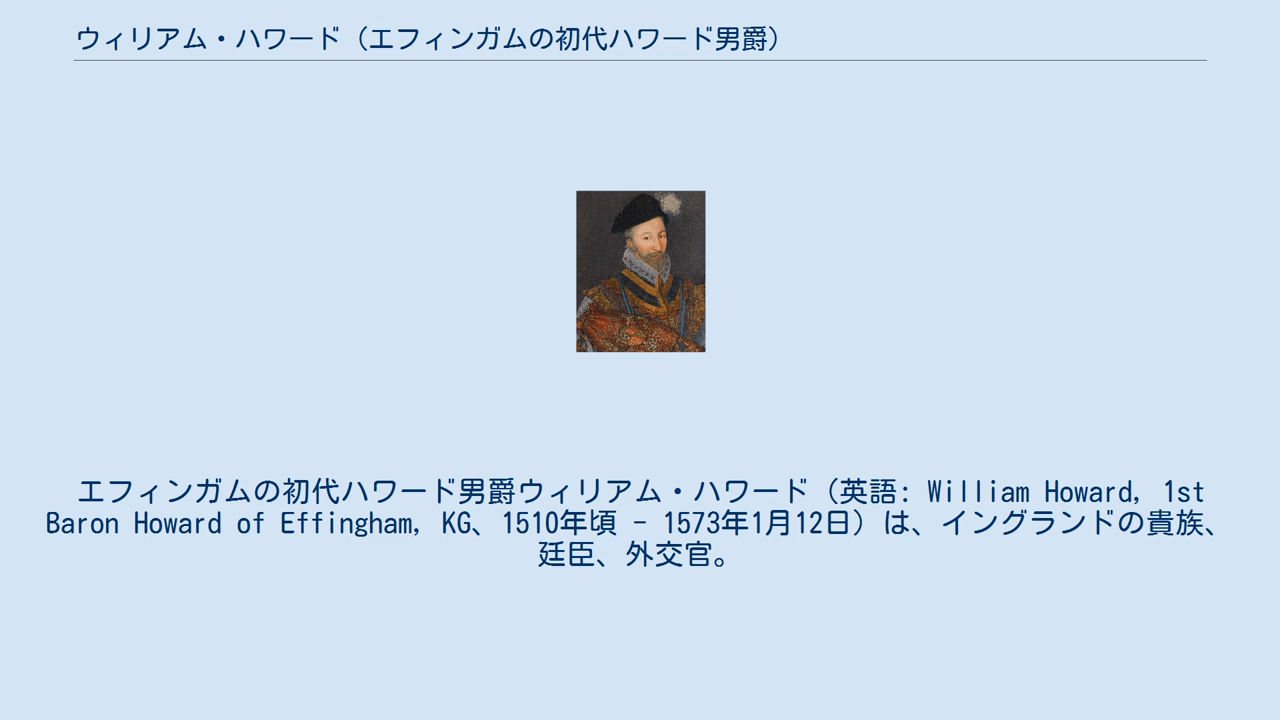 ウィリアム・ハワード（エフィンガムの初代ハワード男爵）
エフィンガムの初代ハワード男爵ウィリアム・ハワード（英語: William Howard, 1st
Baron Howard of Effingham, KG、1510年頃 - 1573年1月12日）は、イングランドの貴族、
廷臣、外交官。